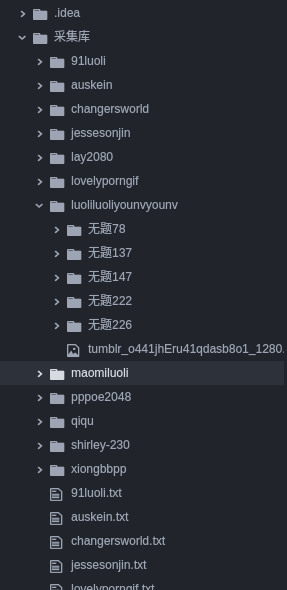 .idea
采集库
91luoli
auskein
changersworld
jessesonjin
lay2080
lovelyporngif
luoliluoliyounvyounv
无题78
无题137
无题147
无题222
无题226
tumblr_o441jhEru41qdasb8o1_1280.
maomiluoli
pppoe2048
qiqu
shirley-230
xiongbbpp
91luoli.txt
auskein.txt
changersworld.txt
jessesonjin.txt
lovelyporngif.txt